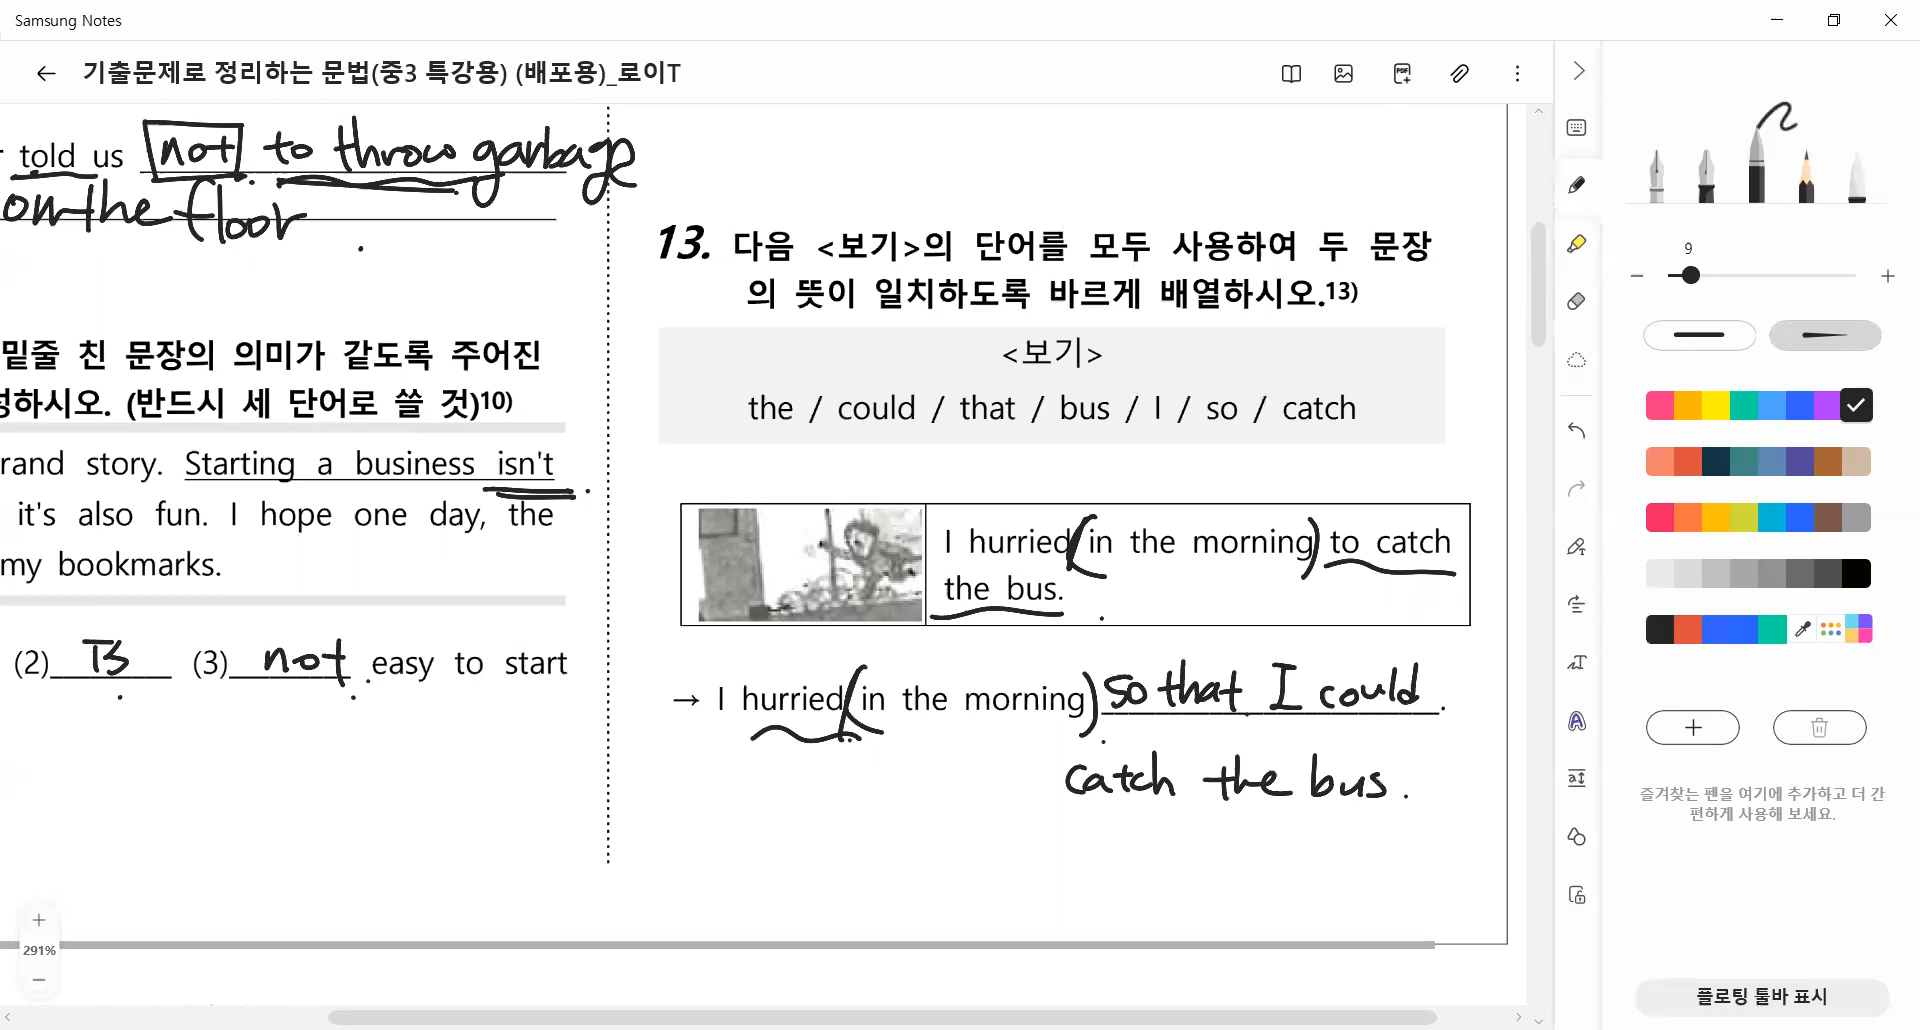 Samsung Notes
기출문제로 정리하는 문법(중3 특강용) (배포용)_로이T
told us not to throw garbage
on the floor
밑줄 친 문장의 의미가 같도록 주어진
성하시오. (반드시 세 단어로 쓸 것)10)
rand story. Starting a business isn't
it's also fun. I hope one day, the
my bookmarks.
(2) is (3) not easy to start
13. 다음 <보기>의 단어를 모두 사용하여 두 문장
의 뜻이 일치하도록 바르게 배열하시오.13)
<보기>
the / could / that / bus / I / so / catch
I hurried (in the morning) to catch
the bus.
→ I hurried (in the morning) so that I could.
catch the bus.
291%
9
즐겨찾는 펜을 여기에 추가하고 더 간
편하게 사용해 보세요.
플로팅 툴바 표시